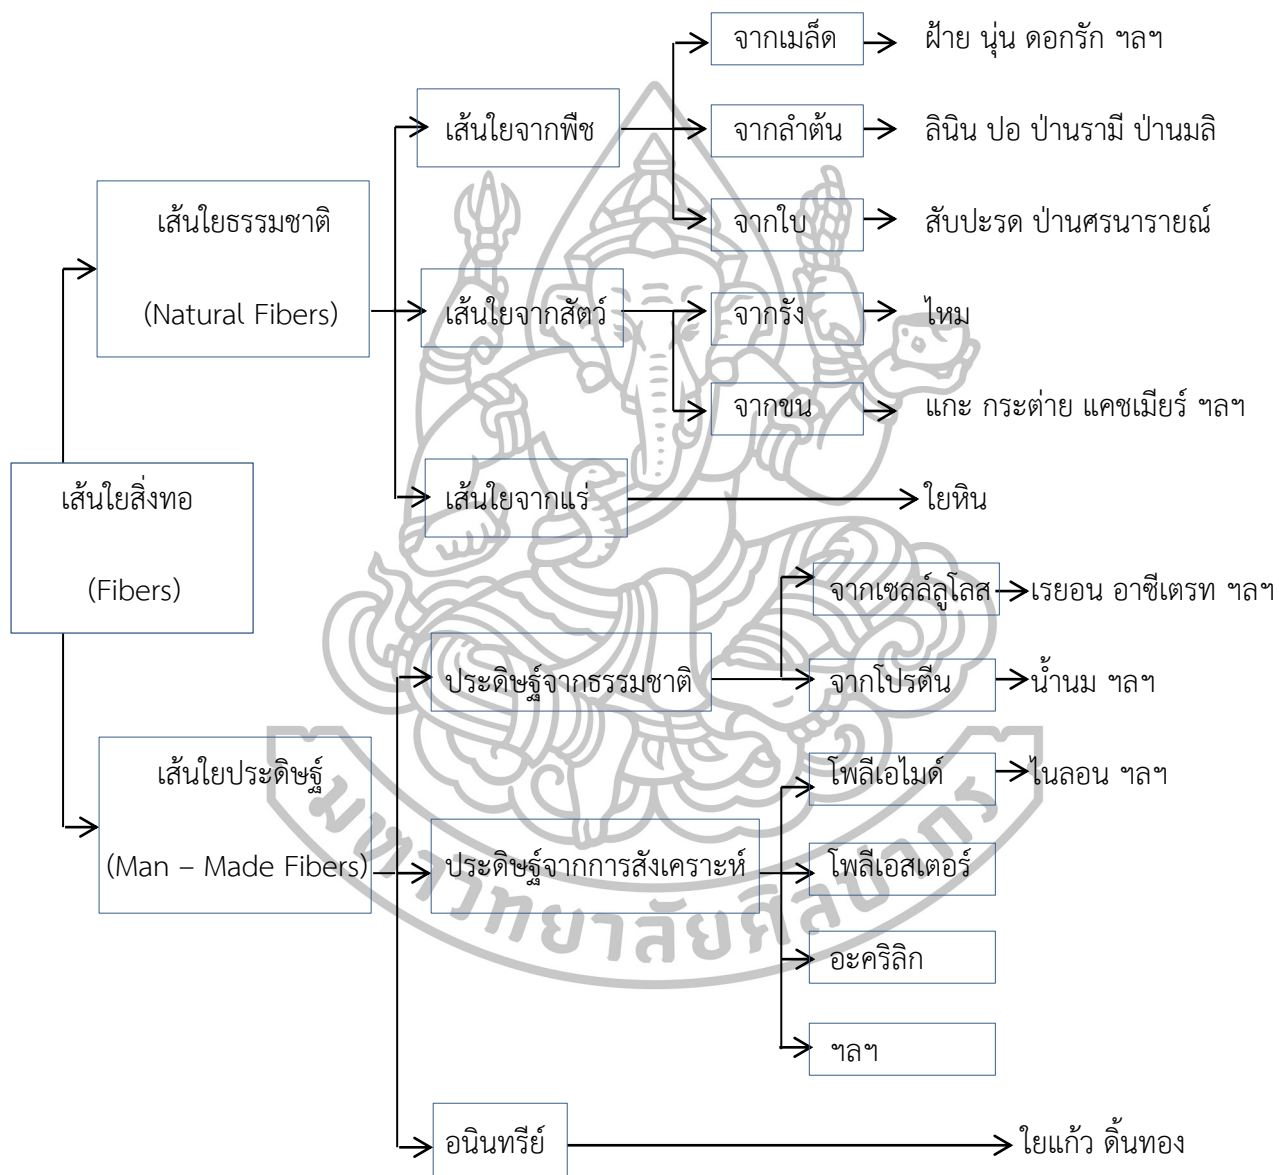 จากเมล็ด
ฝ้าย นุ่น ดอกรัก ฯลฯ
เส้นใยจากพืช
จากลำต้น
ลินิน ปอ ป่านรามี ป่านมลิ
เส้นใยธรรมชาติ
จากใบ
สับปะรด ป่านศรนารายณ์
(Natural Fibers)
เส้นใยจากสัตว์
จากรัง
ไหม
จากขน
แกะ กระต่าย แคชเมียร์ ฯลฯ
เส้นใยสิ่งทอ
เส้นใยจากแร่
ใยหิน
(Fibers)
จากเซลล์ลูโลส
เรยอน อาซีเตรท ฯลฯ
ประดิษฐ์จากธรรมชาติ
จากโปรตีน
น้ำนม ฯลฯ
เส้นใยประดิษฐ์
โพลีเอไมด์
ไนลอน ฯลฯ
(Man – Made Fibers)
ประดิษฐ์จากการสังเคราะห์
โพลีเอสเตอร์
อะคริลิก
ฯลฯ
อนินทรีย์
ใยแก้ว ดิ้นทอง
มหาวิทยาลัยศิลปากร